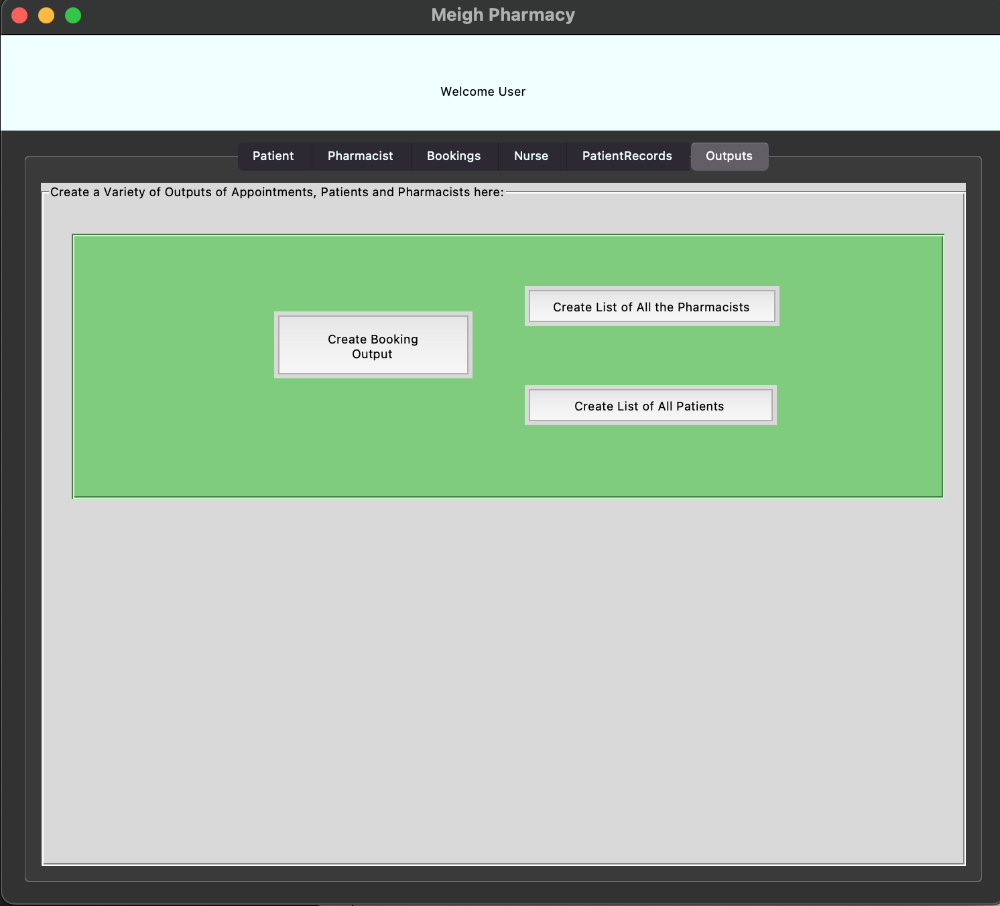 Meigh Pharmacy
Welcome User
Patient
Pharmacist
Bookings
Nurse
PatientRecords
Outputs
Create a Variety of Outputs of Appointments, Patients and Pharmacists here:
Create Booking
Output
Create List of All the Pharmacists
Create List of All Patients